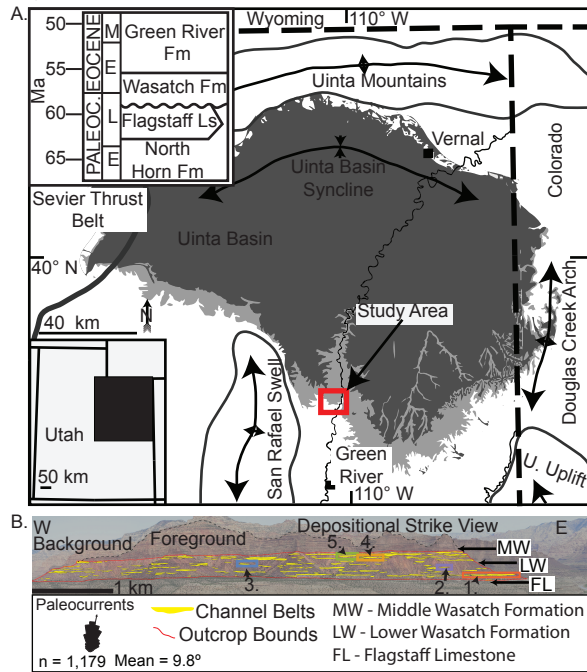 A.
Wyoming
110° W
50
55
60
65
Ma
PALEOC. EOCENE
M
E
L
E
Green River
Fm
Wasatch Fm
Flagstaff Ls
North
Horn Fm
Uinta Mountains
Vernal
Colorado
Uinta Basin
Syncline
Sevier Thrust
Belt
Uinta Basin
40° N
40 km
N
Study Area
Douglas Creek Arch
San Rafael Swell
Utah
50 km
Green
River
110° W
U. Uplift
B.
W
Depositional Strike View
E
Background
Foreground
5.
4.
MW
LW
3.
2.
1.
FL
1 km
Paleocurrents
n = 1,179 Mean = 9.8º
Channel Belts
Outcrop Bounds
MW - Middle Wasatch Formation
LW - Lower Wasatch Formation
FL - Flagstaff Limestone